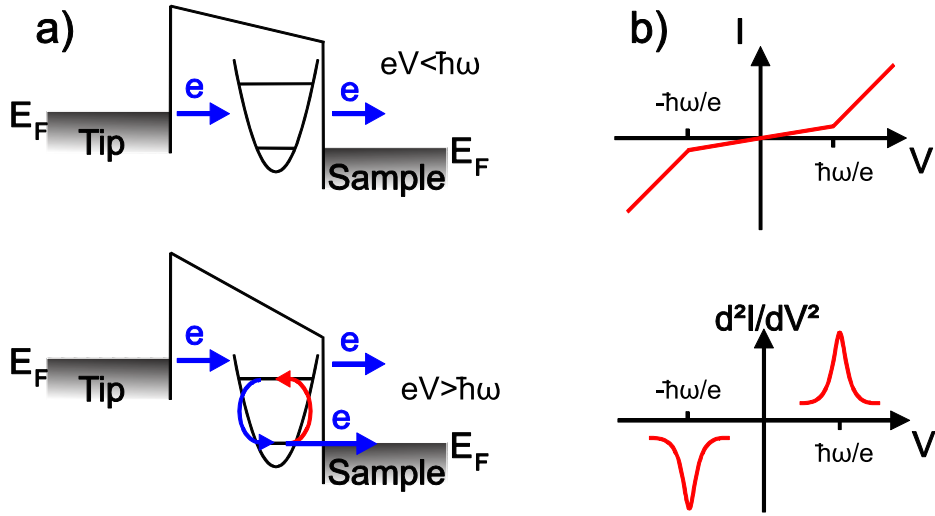 a)
eV<ħω
e
e
E_F
Tip
E_F
Sample
e
e
E_F
Tip
eV>ħω
e
E_F
Sample
b)
I
-ħω/e
V
ħω/e
d²I/dV²
-ħω/e
V
ħω/e